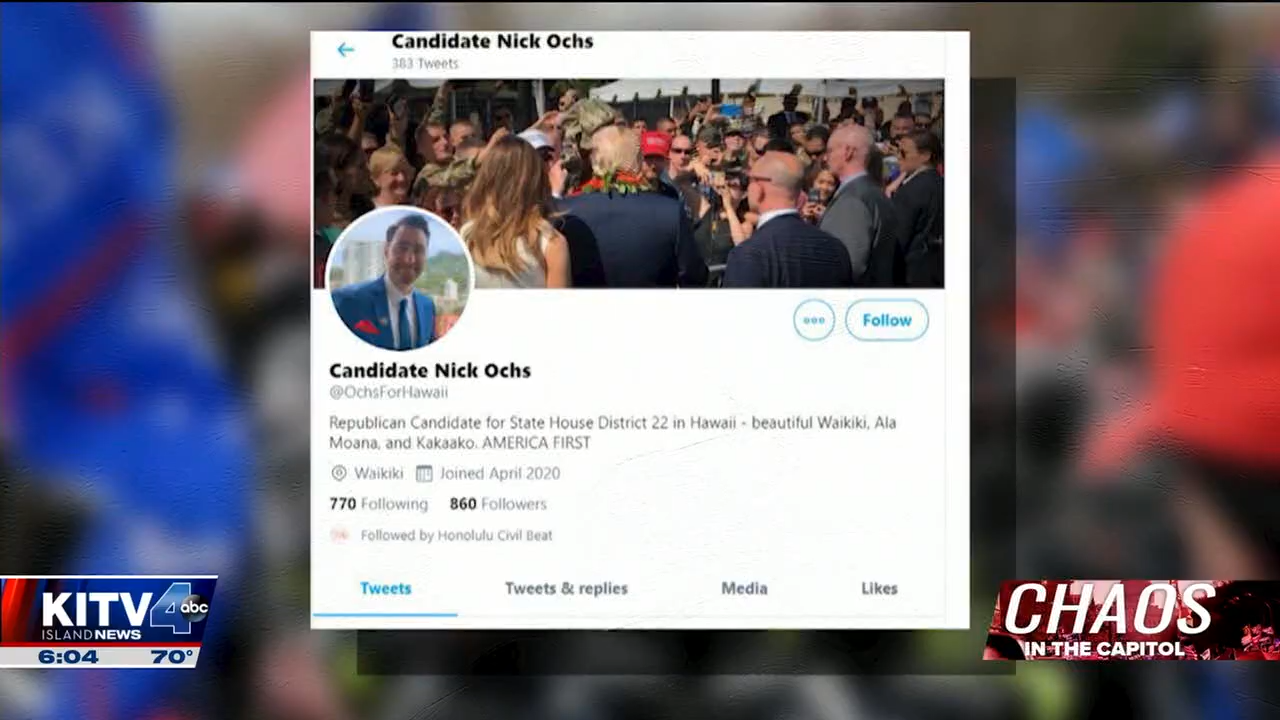 Candidate Nick Ochs
383 Tweets
Follow
Candidate Nick Ochs
@OchsForHawaii
Republican Candidate for State House District 22 in Hawaii - beautiful Waikiki, Ala
Moana, and Kakaako. AMERICA FIRST
Waikiki Joined April 2020
770 Following 860 Followers
Followed by Honolulu Civil Beat
Tweets Tweets & replies Media Likes
KITV4 abc
ISLAND NEWS
6:04 70°
CHAOS
IN THE CAPITOL